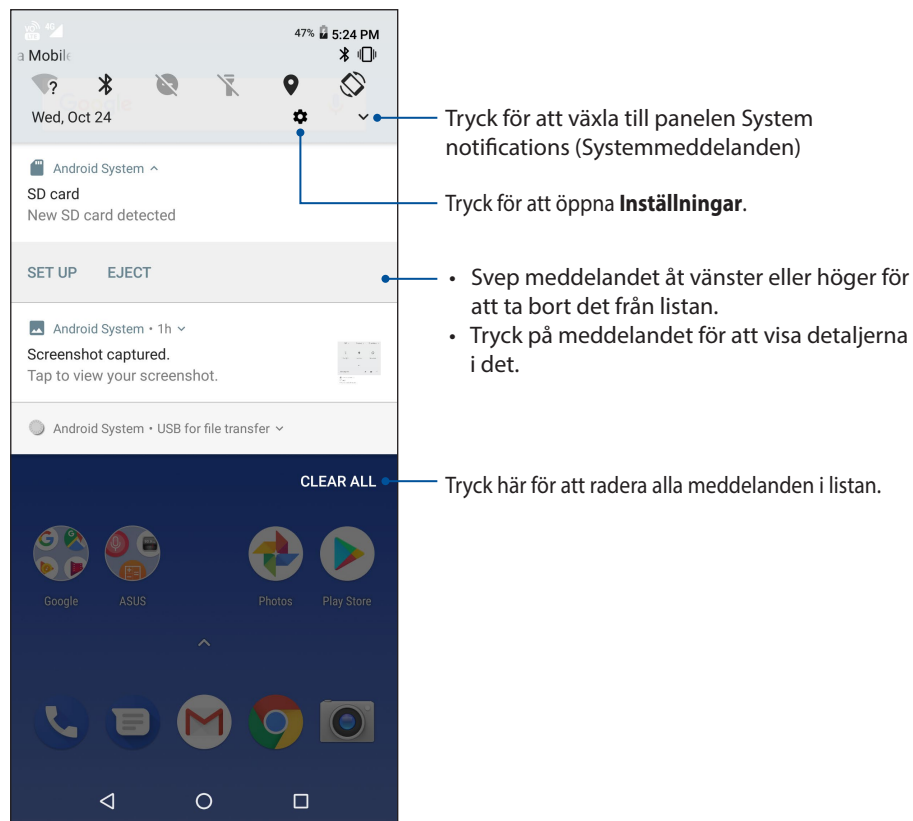 VO)) 4G
LTE
47% 5:24 PM
a Mobile
?
Wed, Oct 24
Android System
SD card
New SD card detected
SET UP EJECT
Android System • 1h
Screenshot captured.
Tap to view your screenshot.
Android System • USB for file transfer
CLEAR ALL
Google ASUS Photos Play Store
Tryck för att växla till panelen System
notifications (Systemmeddelanden)
Tryck för att öppna Inställningar.
• Svep meddelandet åt vänster eller höger för
att ta bort det från listan.
• Tryck på meddelandet för att visa detaljerna
i det.
Tryck här för att radera alla meddelanden i listan.